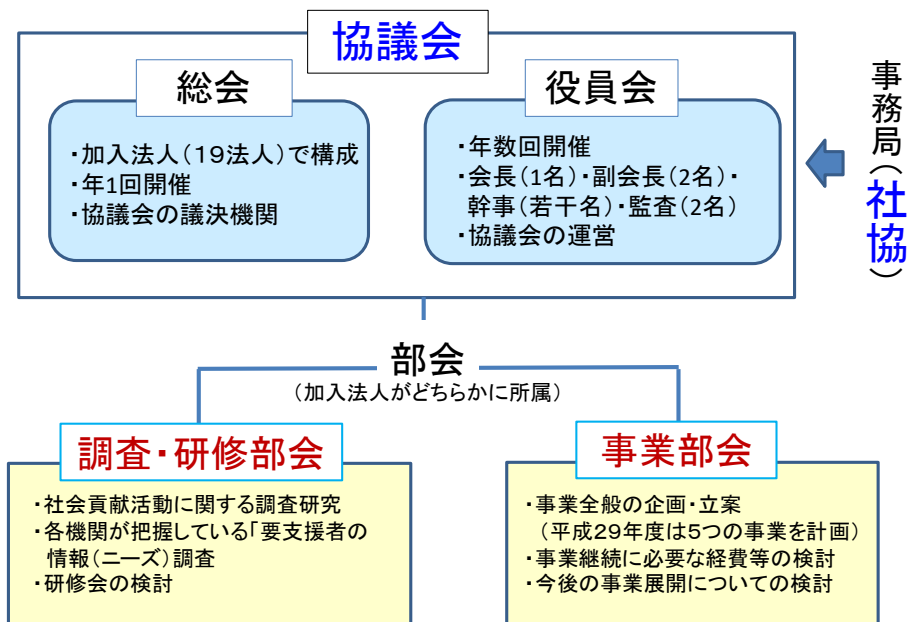 協議会
総会
・加入法人(19法人)で構成
・年1回開催
・協議会の議決機関
役員会
・年数回開催
・会長(1名)・副会長(2名)・
幹事(若干名)・監査(2名)
・協議会の運営
事務局(社協)
部会
(加入法人がどちらかに所属)
調査・研修部会
・社会貢献活動に関する調査研究
・各機関が把握している「要支援者の
情報(ニーズ)調査
・研修会の検討
事業部会
・事業全般の企画・立案
(平成29年度は5つの事業を計画)
・事業継続に必要な経費等の検討
・今後の事業展開についての検討